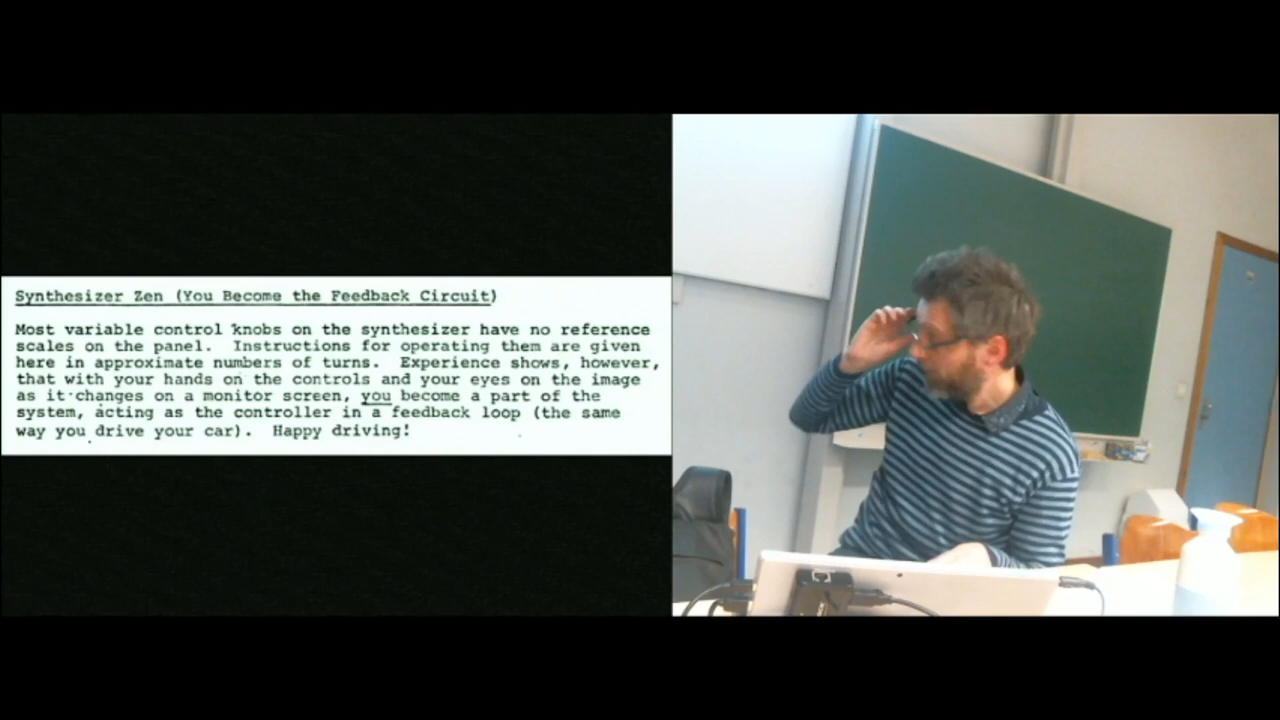 Synthesizer Zen (You Become the Feedback Circuit)
Most variable control knobs on the synthesizer have no reference
scales on the panel. Instructions for operating them are given
here in approximate numbers of turns. Experience shows, however,
that with your hands on the controls and your eyes on the image
as it changes on a monitor screen, you become a part of the
system, acting as the controller in a feedback loop (the same
way you drive your car). Happy driving!